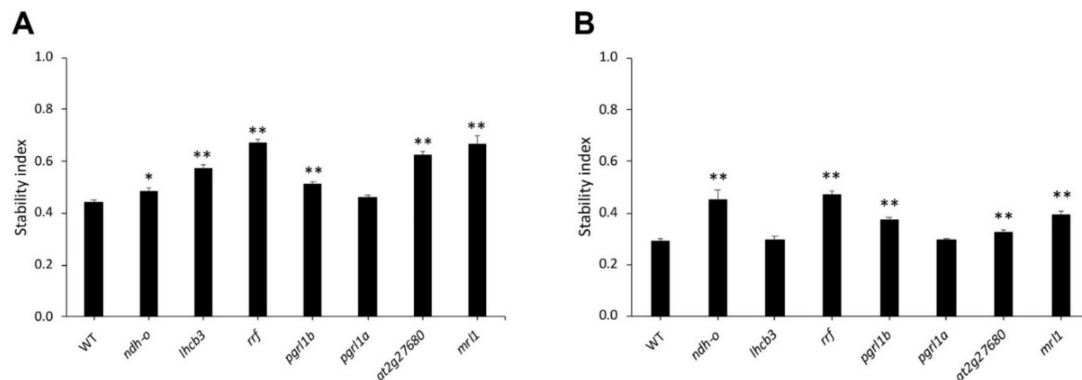 A
Stability index
1.0
0.8
0.6
0.4
0.2
0.0
*
**
**
**
**
**
WT
ndh-o
lhcb3
rrf
pgrl1b
pgrl1a
at2g27680
mrl1
B
Stability index
1.0
0.8
0.6
0.4
0.2
0.0
**
**
**
**
**
WT
ndh-o
lhcb3
rrf
pgrl1b
pgrl1a
at2g27680
mrl1